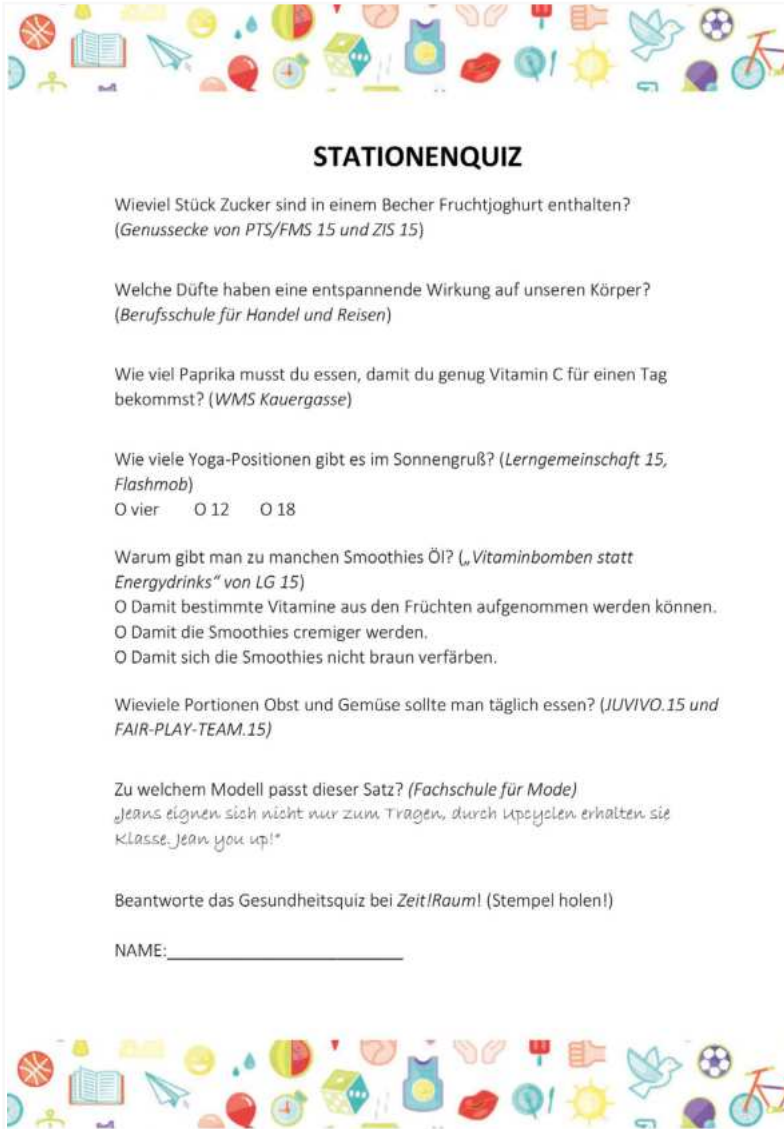 STATIONENQUIZ
Wieviel Stück Zucker sind in einem Becher Fruchtjoghurt enthalten?
(Genussecke von PTS/FMS 15 und ZIS 15)
Welche Düfte haben eine entspannende Wirkung auf unseren Körper?
(Berufsschule für Handel und Reisen)
Wie viel Paprika musst du essen, damit du genug Vitamin C für einen Tag
bekommst? (WMS Kauergasse)
Wie viele Yoga-Positionen gibt es im Sonnengruß? (Lerngemeinschaft 15,
Flashmob)
O vier O 12 O 18
Warum gibt man zu manchen Smoothies Öl? („Vitaminbomben statt
Energydrinks“ von LG 15)
O Damit bestimmte Vitamine aus den Früchten aufgenommen werden können.
O Damit die Smoothies cremiger werden.
O Damit sich die Smoothies nicht braun verfärben.
Wieviele Portionen Obst und Gemüse sollte man täglich essen? (JUVIVO.15 und
FAIR-PLAY-TEAM.15)
Zu welchem Modell passt dieser Satz? (Fachschule für Mode)
„Jeans eignen sich nicht nur zum Tragen, durch Upcyclen erhalten sie
Klasse. Jean you up!“
Beantworte das Gesundheitsquiz bei Zeit!Raum! (Stempel holen!)
NAME: